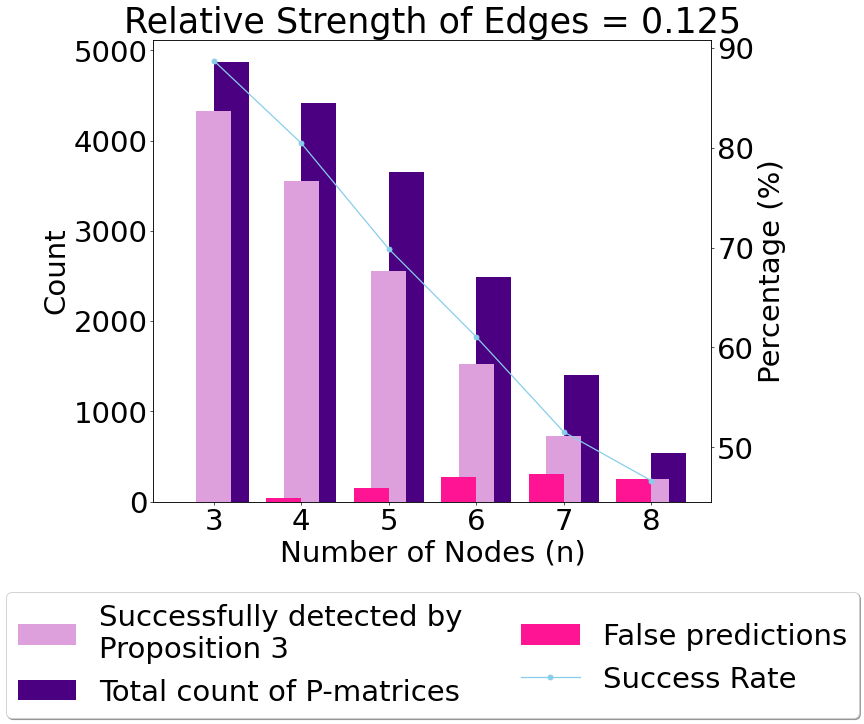 Relative Strength of Edges = 0.125
5000
4000
3000
2000
1000
0
Count
90
80
70
60
50
Percentage (%)
3 4 5 6 7 8
Number of Nodes (n)
Successfully detected by
Proposition 3
Total count of P-matrices
False predictions
Success Rate